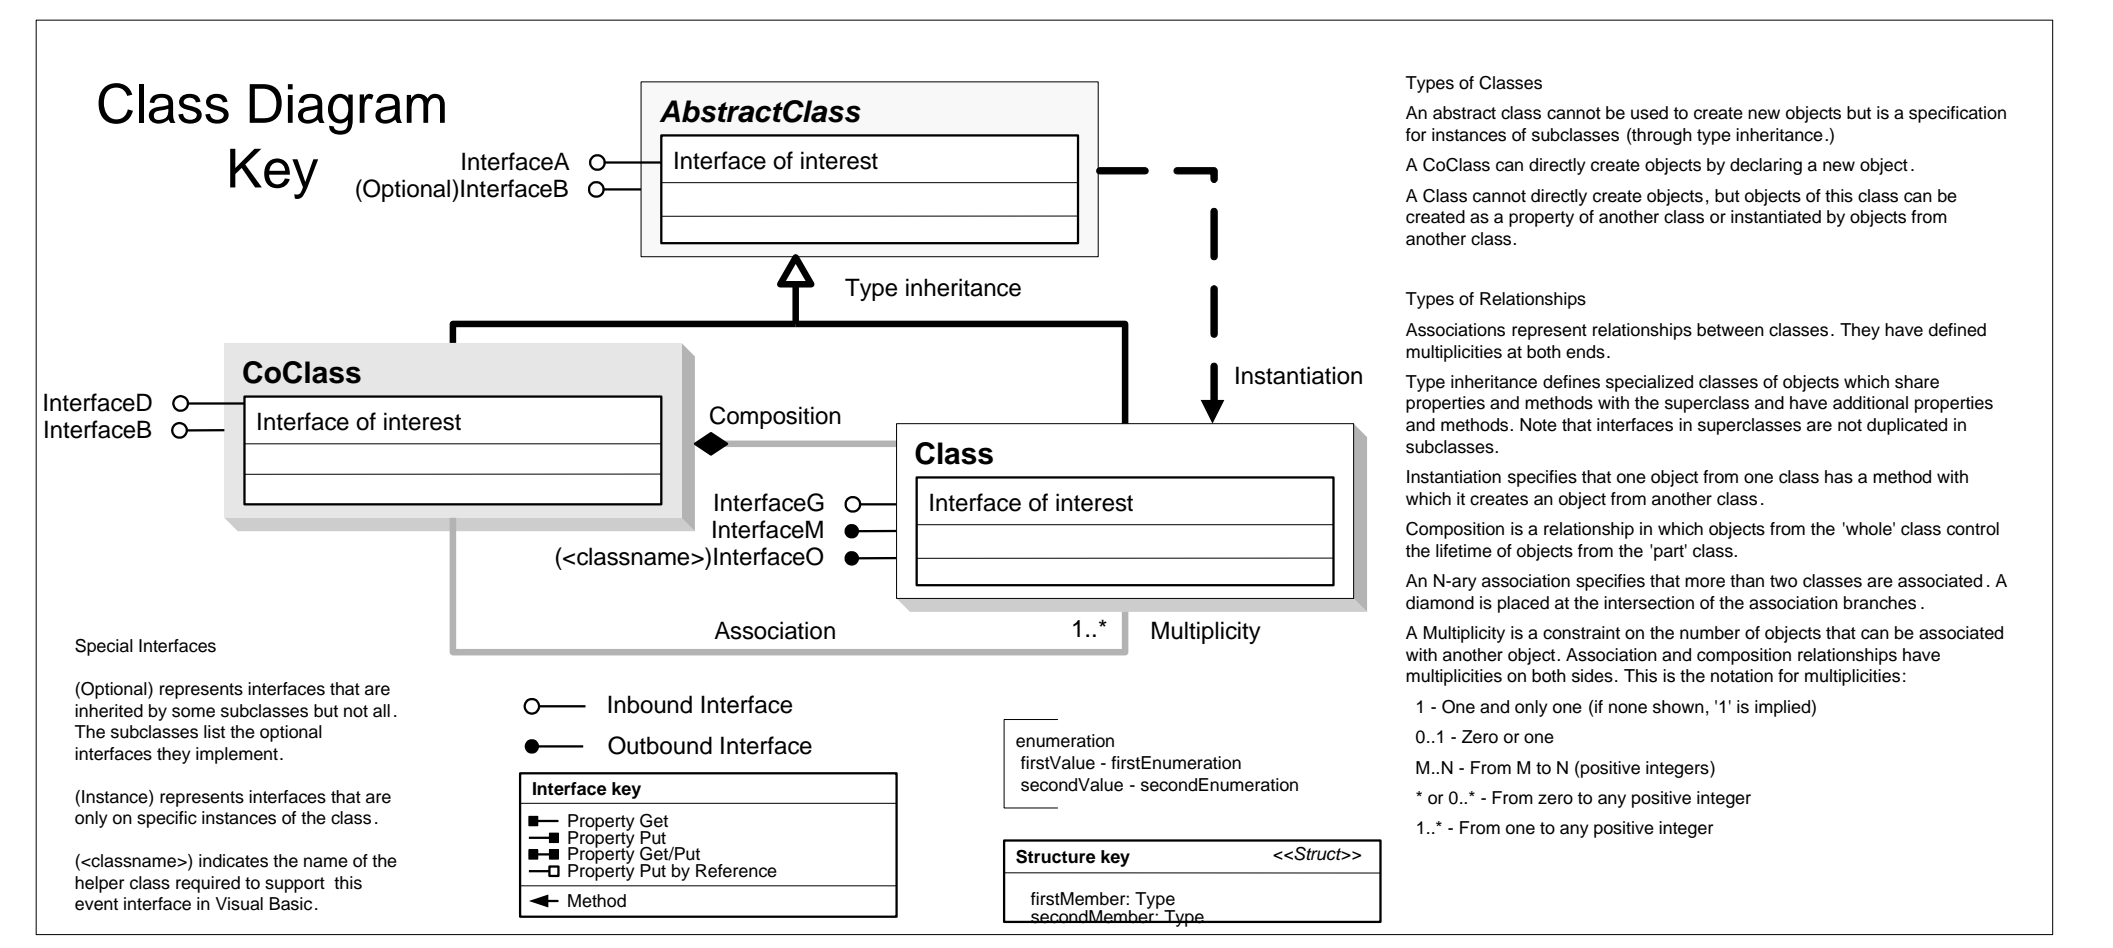 Class Diagram
Key
AbstractClass
Interface of interest
InterfaceA
(Optional)InterfaceB
Type inheritance
Instantiation
CoClass
Interface of interest
InterfaceD
InterfaceB
Composition
Class
Interface of interest
InterfaceG
InterfaceM
(<classname>)InterfaceO
Association
1..*
Multiplicity
Special Interfaces
(Optional) represents interfaces that are
inherited by some subclasses but not all.
The subclasses list the optional
interfaces they implement.
(Instance) represents interfaces that are
only on specific instances of the class.
(<classname>) indicates the name of the
helper class required to support this
event interface in Visual Basic.
Inbound Interface
Outbound Interface
Interface key
Property Get
Property Put
Property Get/Put
Property Put by Reference
Method
enumeration
firstValue - firstEnumeration
secondValue - secondEnumeration
Structure key
<<Struct>>
firstMember: Type
secondMember: Type
Types of Classes
An abstract class cannot be used to create new objects but is a specification
for instances of subclasses (through type inheritance.)
A CoClass can directly create objects by declaring a new object.
A Class cannot directly create objects, but objects of this class can be
created as a property of another class or instantiated by objects from
another class.
Types of Relationships
Associations represent relationships between classes. They have defined
multiplicities at both ends.
Type inheritance defines specialized classes of objects which share
properties and methods with the superclass and have additional properties
and methods. Note that interfaces in superclasses are not duplicated in
subclasses.
Instantiation specifies that one object from one class has a method with
which it creates an object from another class.
Composition is a relationship in which objects from the 'whole' class control
the lifetime of objects from the 'part' class.
An N-ary association specifies that more than two classes are associated. A
diamond is placed at the intersection of the association branches.
A Multiplicity is a constraint on the number of objects that can be associated
with another object. Association and composition relationships have
multiplicities on both sides. This is the notation for multiplicities:
1 - One and only one (if none shown, '1' is implied)
0..1 - Zero or one
M..N - From M to N (positive integers)
* or 0..* - From zero to any positive integer
1..* - From one to any positive integer